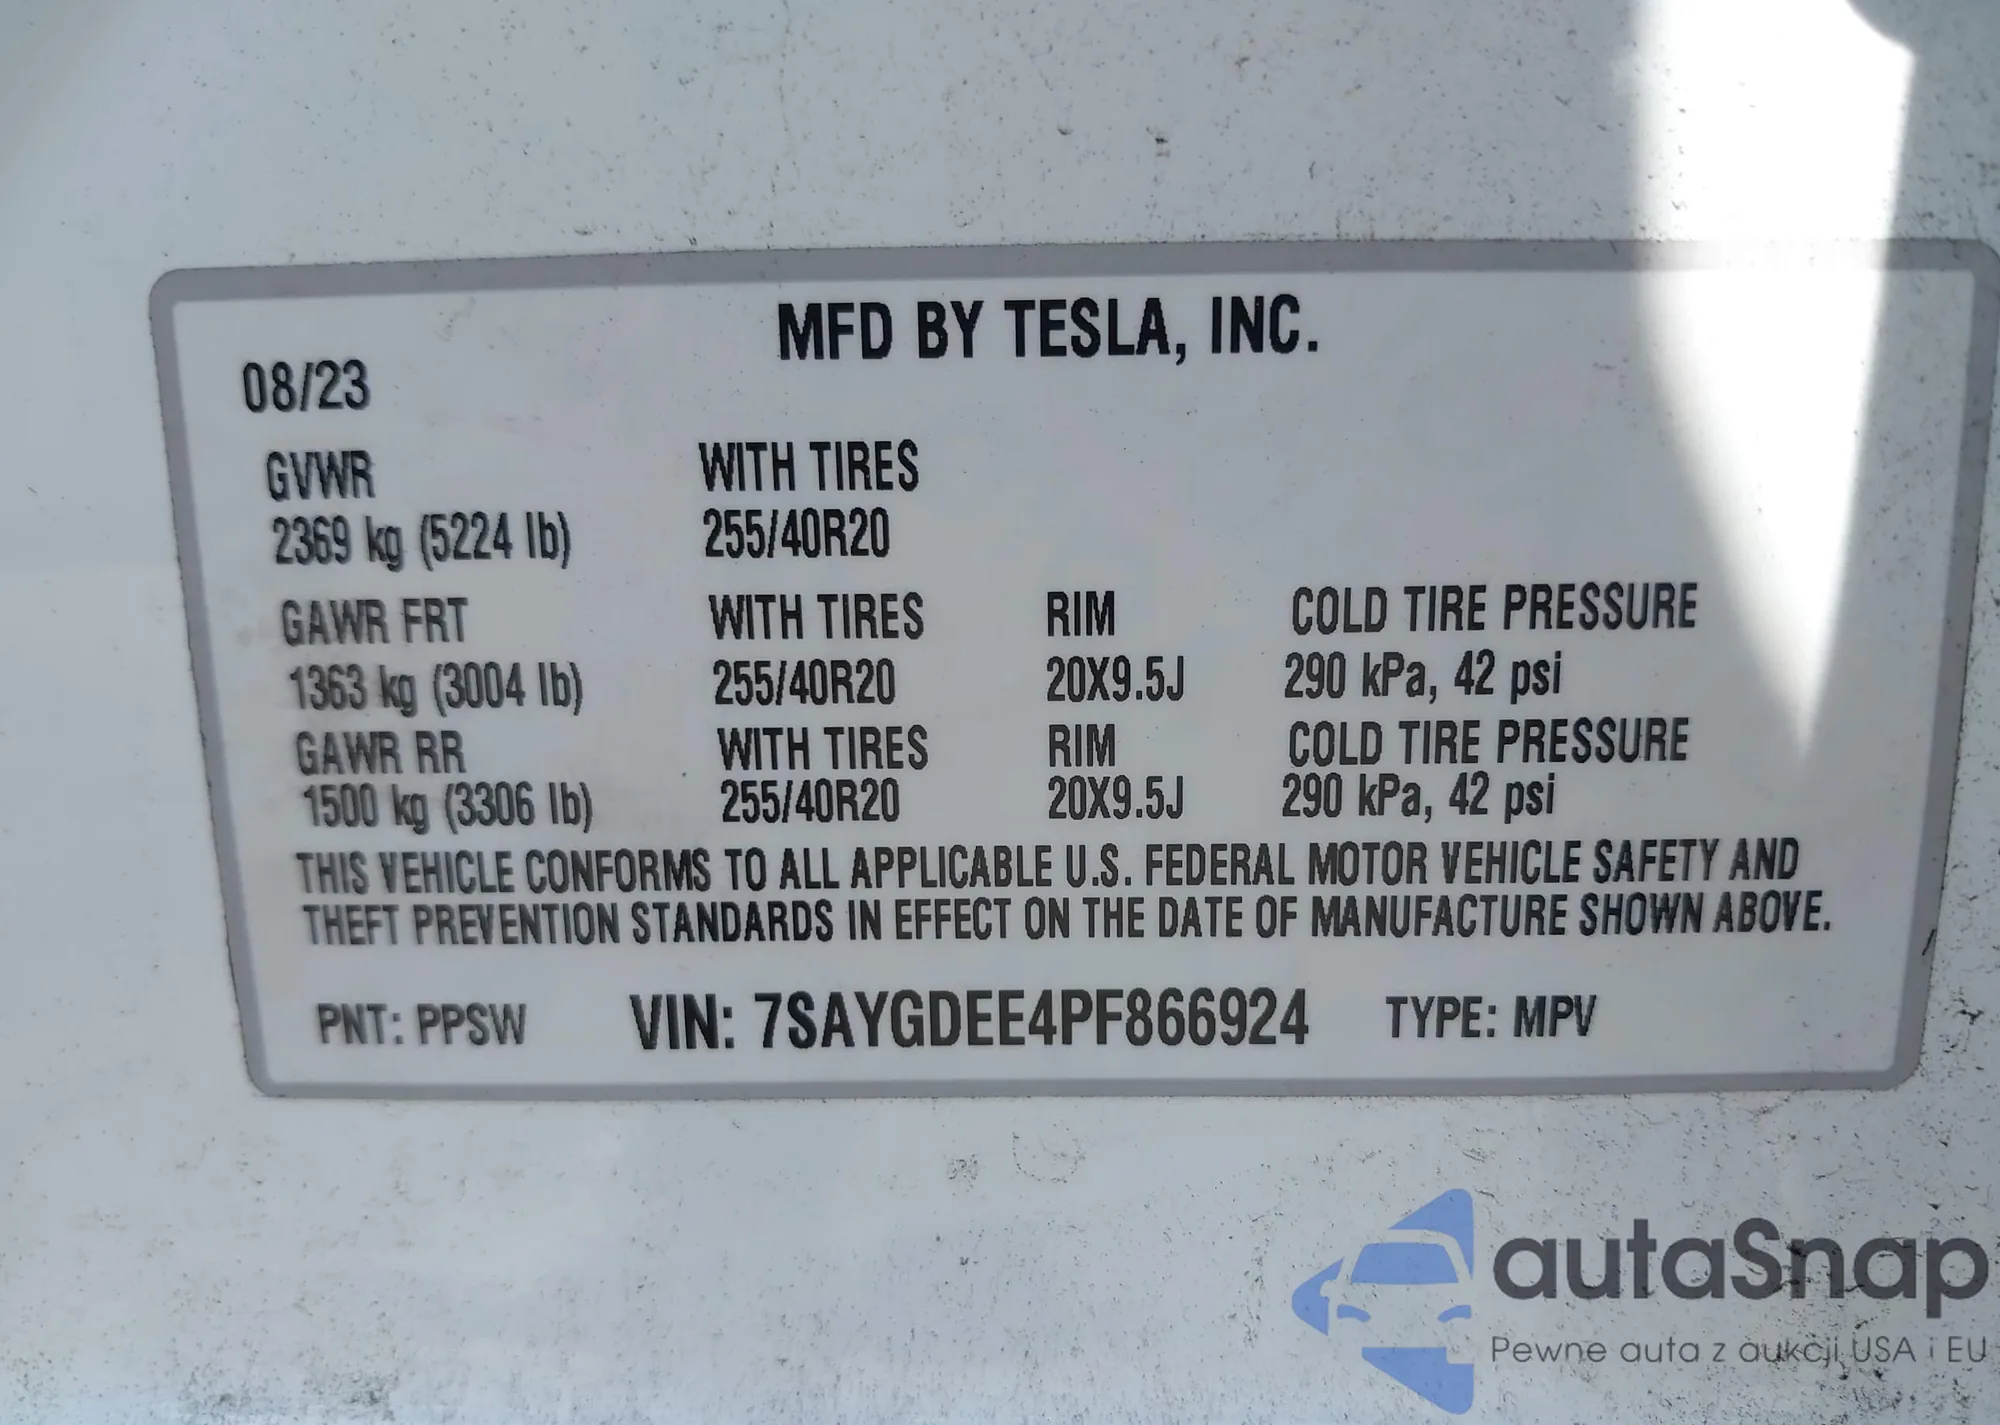 MFD BY TESLA, INC.
08/23
GVWR WITH TIRES
2369 kg (5224 lb) 255/40R20
GAWR FRT WITH TIRES RIM COLD TIRE PRESSURE
1363 kg (3004 lb) 255/40R20 20X9.5J 290 kPa, 42 psi
GAWR RR WITH TIRES RIM COLD TIRE PRESSURE
1500 kg (3306 lb) 255/40R20 20X9.5J 290 kPa, 42 psi
THIS VEHICLE CONFORMS TO ALL APPLICABLE U.S. FEDERAL MOTOR VEHICLE SAFETY AND
THEFT PREVENTION STANDARDS IN EFFECT ON THE DATE OF MANUFACTURE SHOWN ABOVE.
PNT: PPSW VIN: 7SAYGDEE4PF866924 TYPE: MPV
autaSnap
Pewne auta z aukcji USA i EU